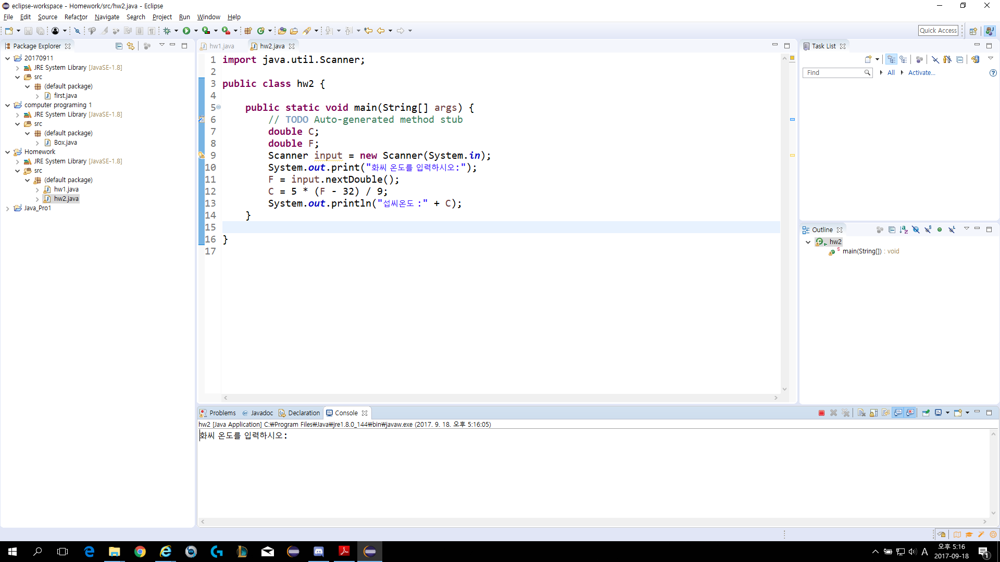 eclipse-workspace - Homework/src/hw2.java - Eclipse
File Edit Source Refactor Navigate Search Project Run Window Help
Quick Access
Package Explorer
20170911
JRE System Library [JavaSE-1.8]
src
(default package)
first.java
computer programing 1
JRE System Library [JavaSE-1.8]
src
(default package)
Box.java
Homework
JRE System Library [JavaSE-1.8]
src
(default package)
hw1.java
hw2.java
Java_Pro1
hw1.java hw2.java
1 import java.util.Scanner;
2
3 public class hw2 {
4
5 public static void main(String[] args) {
6 // TODO Auto-generated method stub
7 double C;
8 double F;
9 Scanner input = new Scanner(System.in);
10 System.out.print("화씨 온도를 입력하시오:");
11 F = input.nextDouble();
12 C = 5 * (F - 32) / 9;
13 System.out.println("섭씨온도 :" + C);
14 }
15
16 }
17
Task List
Find All Activate...
Outline
hw2
main(String[]) : void
Problems Javadoc Declaration Console
hw2 [Java Application] C:₩Program Files₩Java₩jre1.8.0_144₩bin₩javaw.exe (2017. 9. 18. 오후 5:16:05)
화씨 온도를 입력하시오:
A
오후 5:16
2017-09-18
1